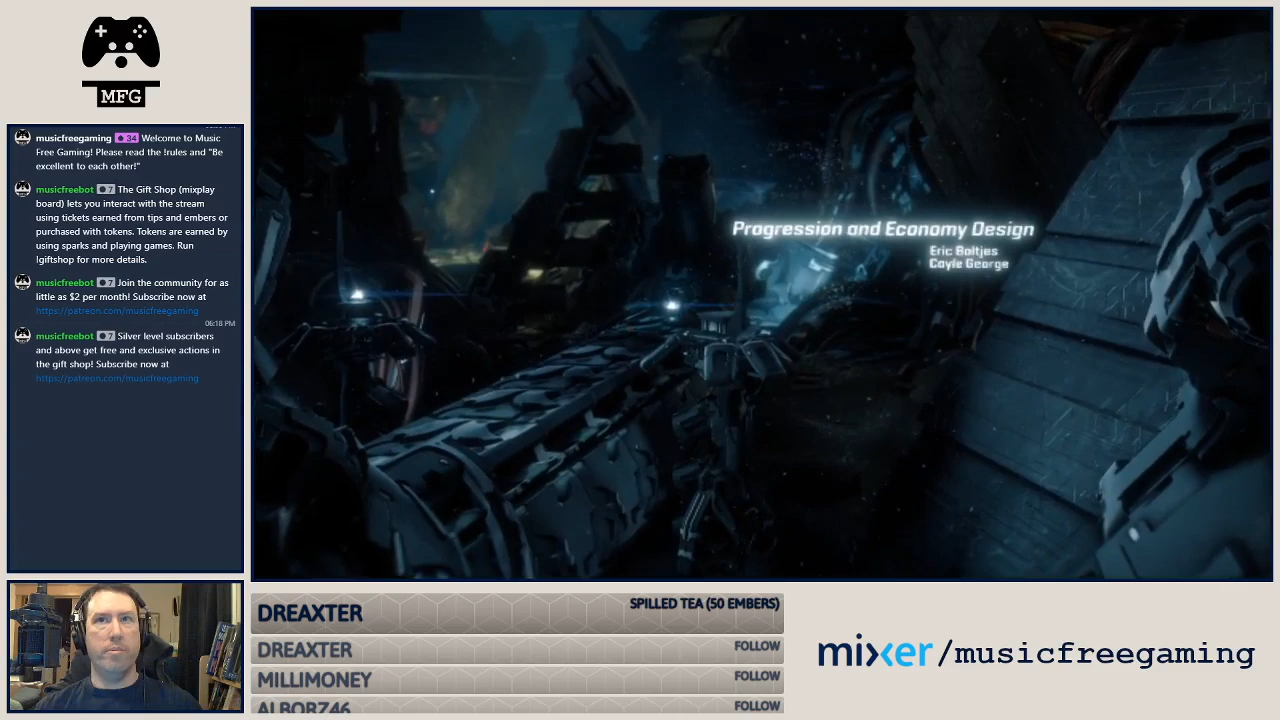 MFG
musicfreegaming 34 Welcome to Music
Free Gaming! Please read the !rules and "Be
excellent to each other!"
musicfreebot 7 The Gift Shop (mixplay
board) lets you interact with the stream
using tickets earned from tips and embers or
purchased with tokens. Tokens are earned by
using sparks and playing games. Run
!giftshop for more details.
musicfreebot 7 Join the community for as
little as $2 per month! Subscribe now at
https://patreon.com/musicfreegaming
06:18 PM
musicfreebot 7 Silver level subscribers
and above get free and exclusive actions in
the gift shop! Subscribe now at
https://patreon.com/musicfreegaming
Progression and Economy Design
Eric Boltjes
Cayle George
DREAXTER SPILLED TEA (50 EMBERS)
DREAXTER FOLLOW
MILLIMONEY FOLLOW
ALBORZ46 FOLLOW
mixer/musicfreegaming